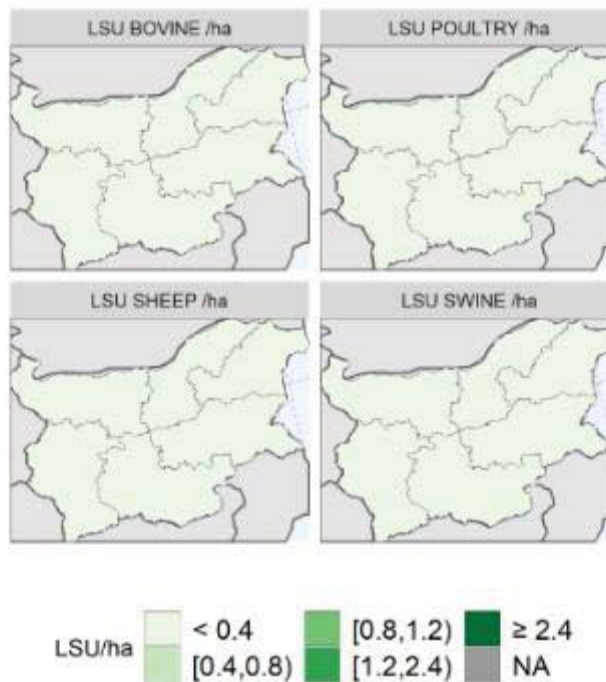 LSU BOVINE /ha
LSU POULTRY /ha
LSU SHEEP /ha
LSU SWINE /ha
LSU/ha
< 0.4
[0.8,1.2)
≥ 2.4
[0.4,0.8)
[1.2,2.4)
NA